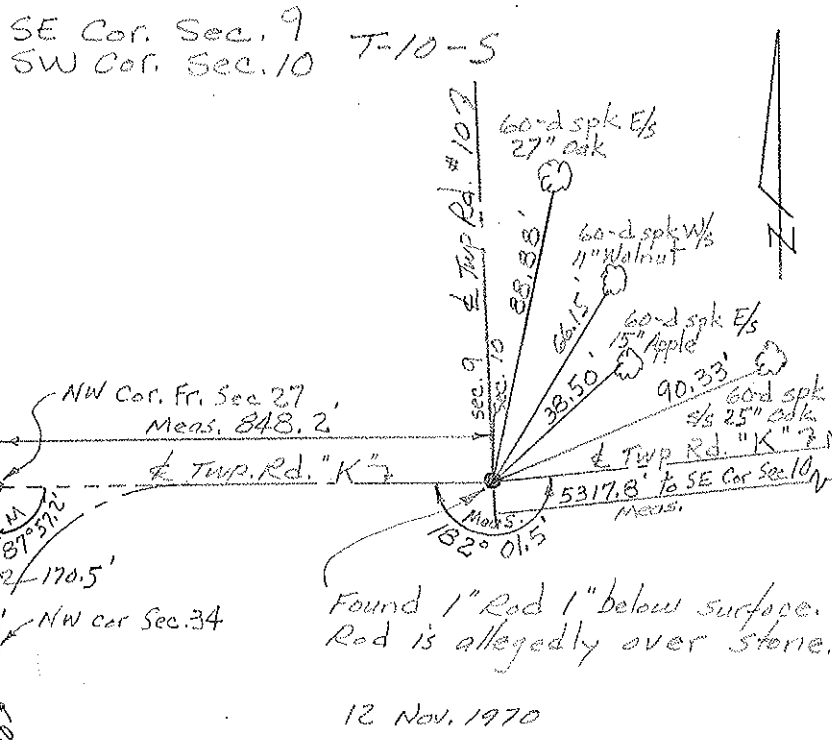 SE Cor. Sec. 9
SW Cor. Sec. 10
T-10-S
60-d spk E/s
27" Oak
℄ Twp Rd. # 107
88.88'
60-d spk W/s
11" Walnut
66.15'
60-d spk E/s
15" Apple
38.50'
90.33'
60-d spk
S/s 25" Oak
sec. 9
sec. 10
N
NW Cor. Fr. Sec 27
Meas. 848.2'
℄ Twp. Rd. "K"
℄ Twp Rd. "K"
5317.8' to SE Cor Sec 10
Meas.
Meas.
182° 01.5'
M
87°57.2'
170.5'
NW cor Sec. 34
Found 1" Rod 1" below surface.
Rod is allegedly over stone.
12 Nov. 1970